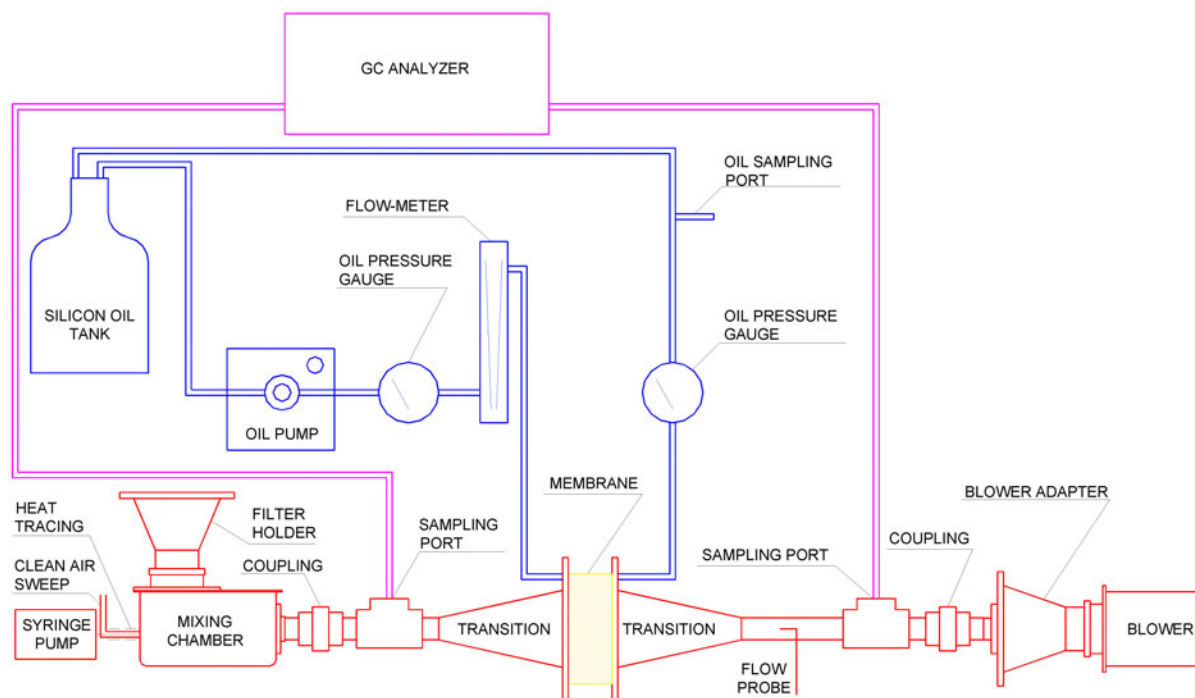 GC ANALYZER
OIL SAMPLING
PORT
FLOW-METER
OIL PRESSURE
GAUGE
SILICON OIL
TANK
OIL PRESSURE
GAUGE
OIL PUMP
MEMBRANE
BLOWER ADAPTER
HEAT
TRACING
FILTER
HOLDER
SAMPLING
PORT
COUPLING
SAMPLING PORT
COUPLING
CLEAN AIR
SWEEP
SYRINGE
PUMP
MIXING
CHAMBER
TRANSITION
TRANSITION
BLOWER
FLOW
PROBE